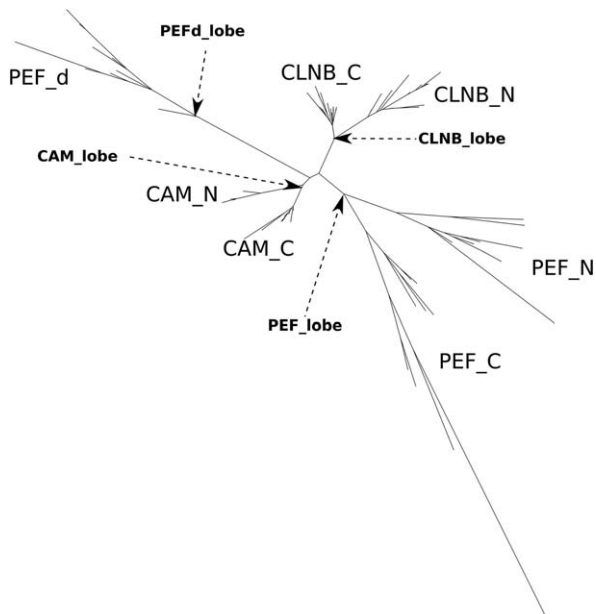 PEFd_lobe
PEF_d
CLNB_C
CLNB_N
CLNB_lobe
CAM_lobe
CAM_N
CAM_C
PEF_N
PEF_lobe
PEF_C